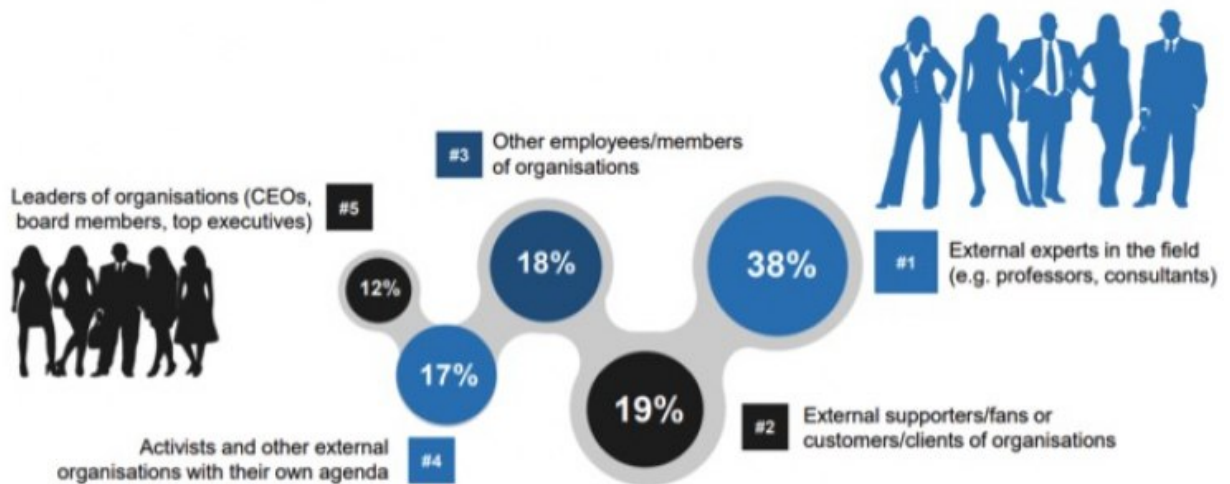 #3
Other employees/members
of organisations
Leaders of organisations (CEOs,
board members, top executives)
#5
12%
17%
18%
19%
38%
#1
External experts in the field
(e.g. professors, consultants)
#2
External supporters/fans or
customers/clients of organisations
Activists and other external
organisations with their own agenda
#4